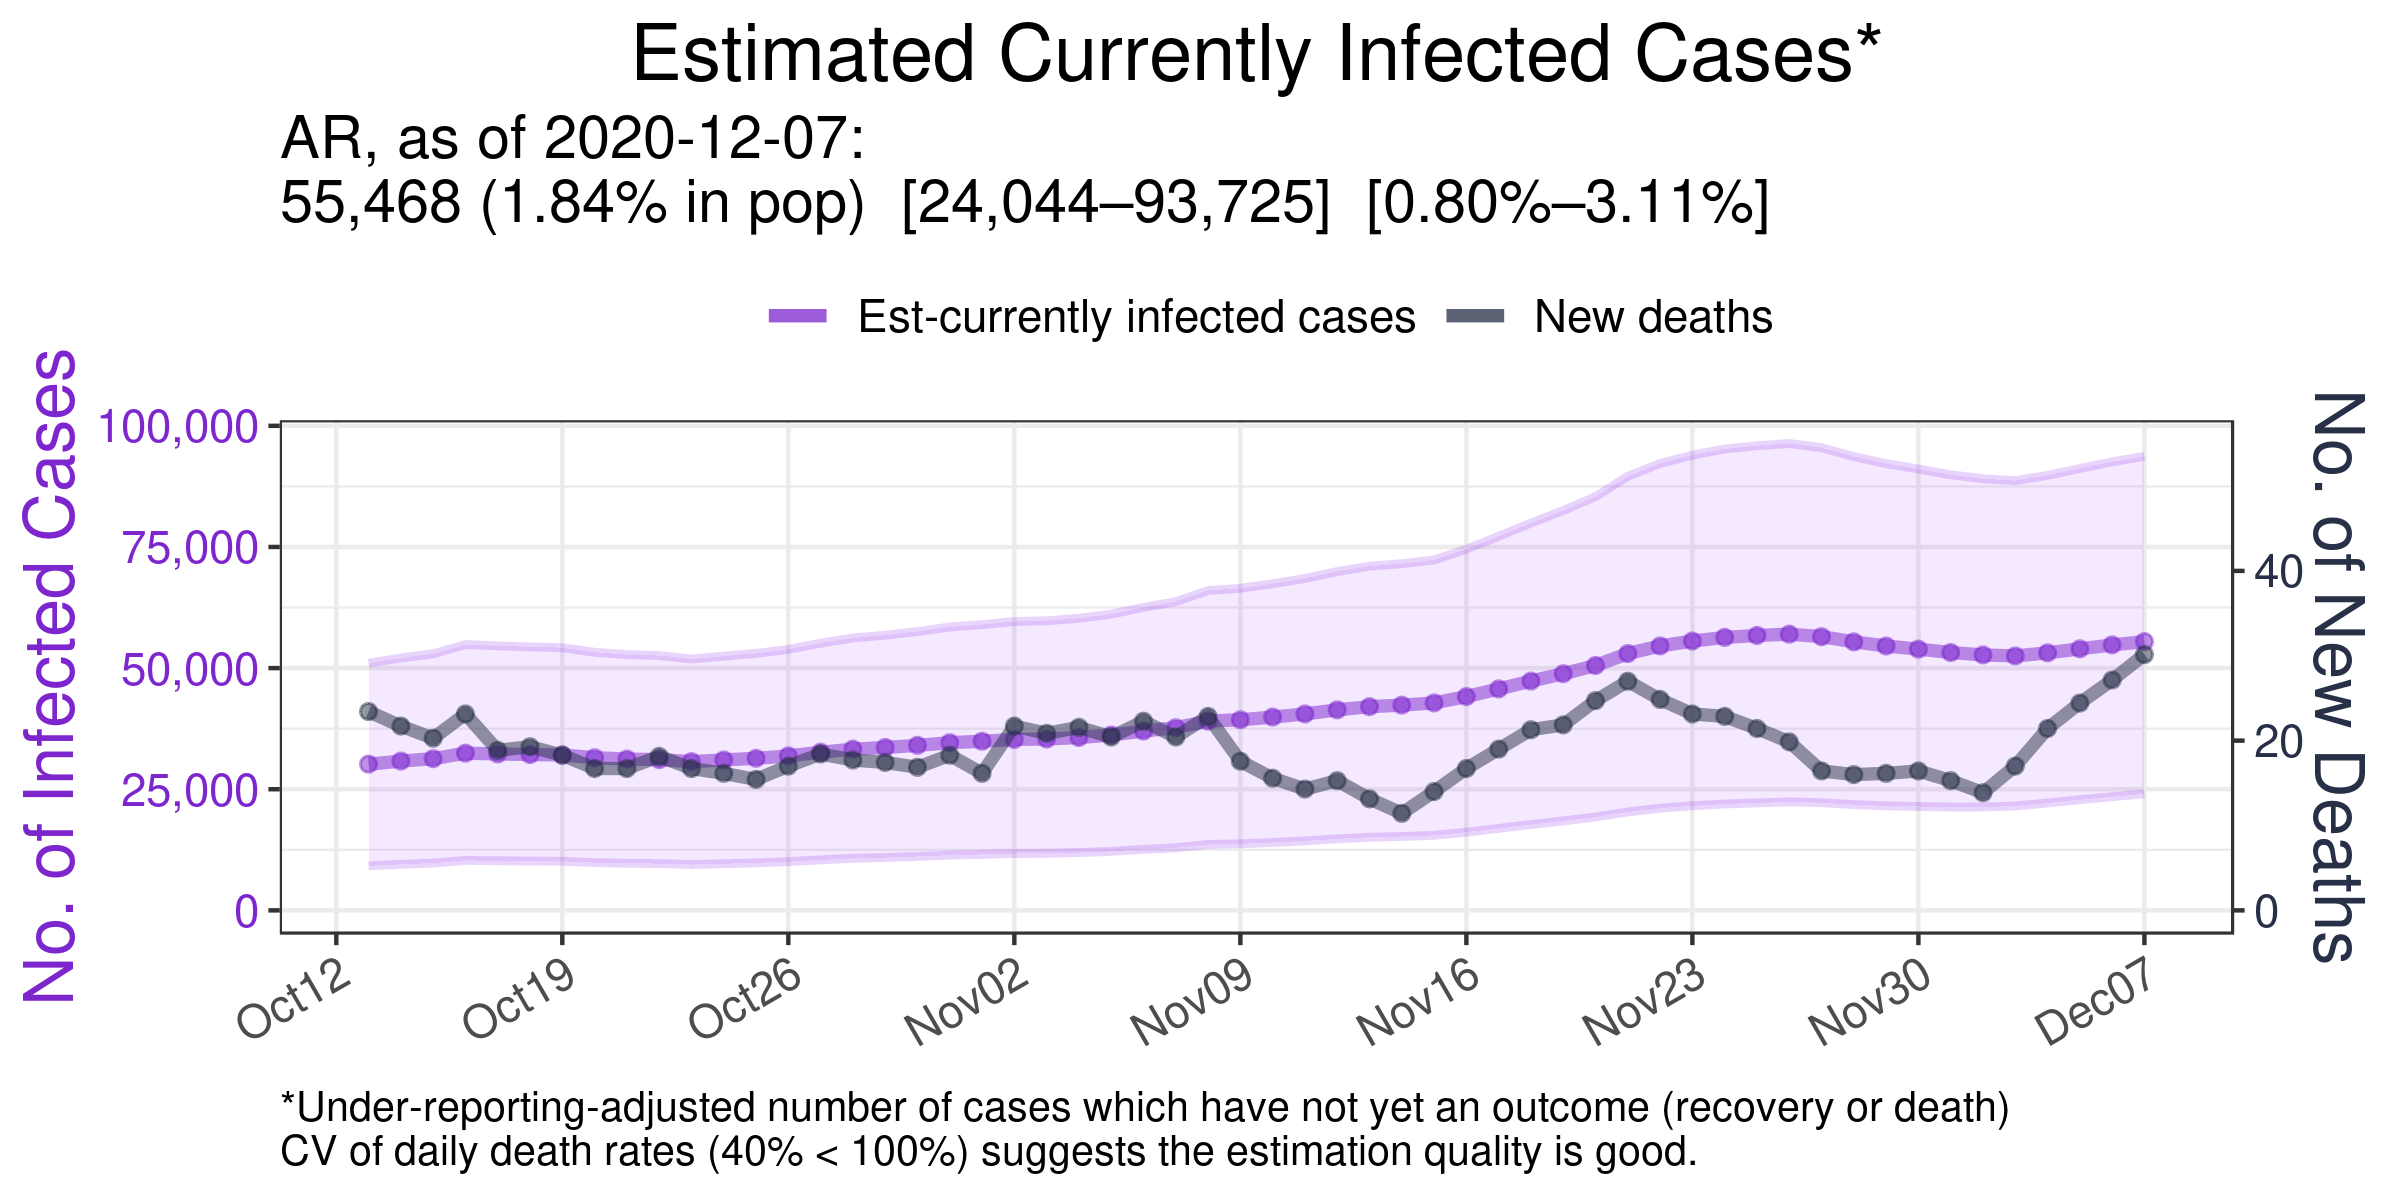 Estimated Currently Infected Cases*
AR, as of 2020-12-07:
55,468 (1.84% in pop)  [24,044–93,725]  [0.80%–3.11%]
Est-currently infected cases
New deaths
No. of Infected Cases
100,000
75,000
50,000
25,000
0
No. of New Deaths
40
20
0
Oct12
Oct19
Oct26
Nov02
Nov09
Nov16
Nov23
Nov30
Dec07
*Under-reporting-adjusted number of cases which have not yet an outcome (recovery or death)
CV of daily death rates (40% < 100%) suggests the estimation quality is good.